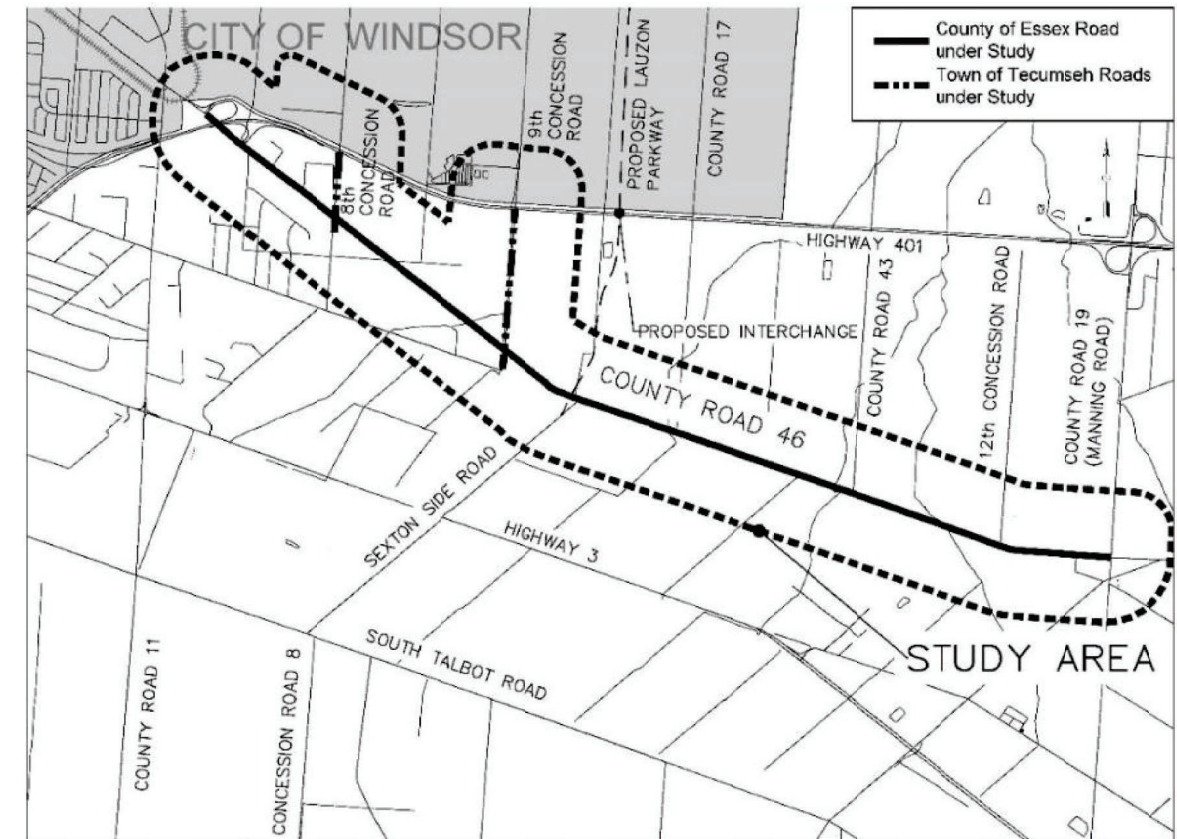 CITY OF WINDSOR
County of Essex Road
under Study
Town of Tecumseh Roads
under Study
8th
CONCESSION
ROAD
9th
CONCESSION
ROAD
PROPOSED LAUZON
PARKWAY
COUNTY ROAD 17
HIGHWAY 401
PROPOSED INTERCHANGE
COUNTY ROAD 43
12th CONCESSION ROAD
COUNTY ROAD 19
(MANNING ROAD)
COUNTY ROAD 46
SEXTON SIDE ROAD
HIGHWAY 3
SOUTH TALBOT ROAD
STUDY AREA
COUNTY ROAD 11
CONCESSION ROAD 8